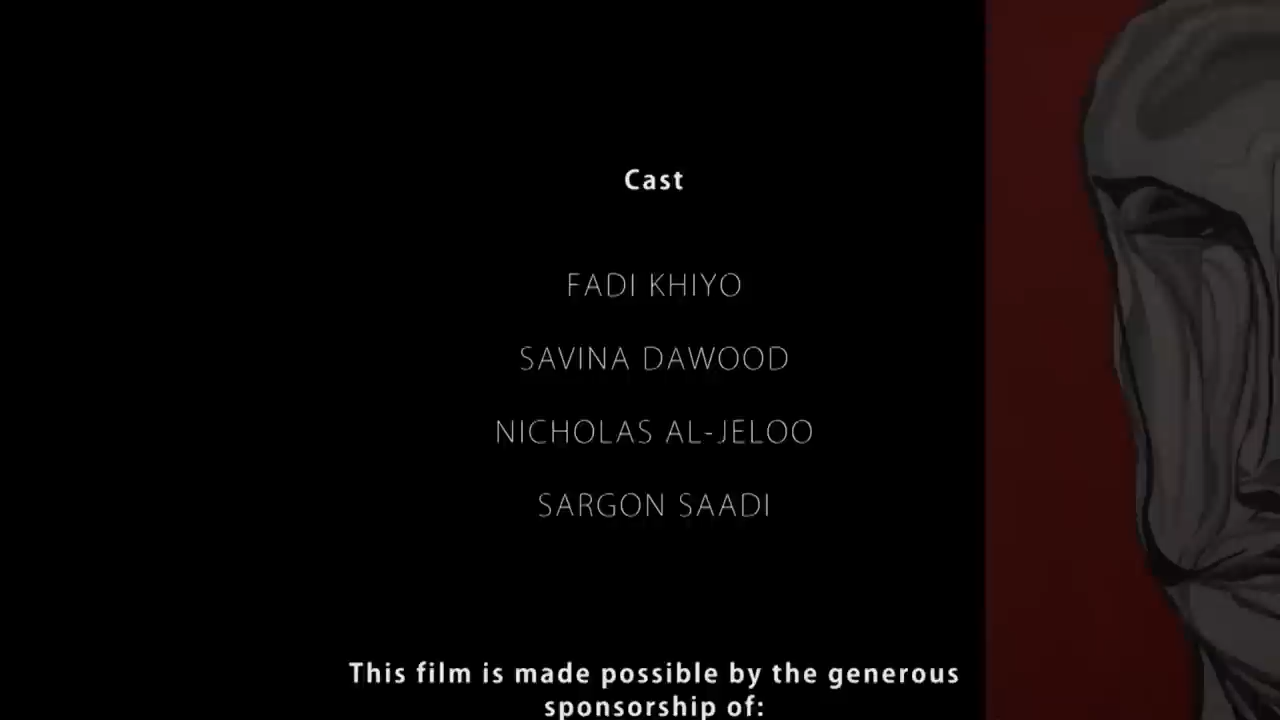 Cast
FADI KHIYO
SAVINA DAWOOD
NICHOLAS AL-JELOO
SARGON SAADI
This film is made possible by the generous
sponsorship of: